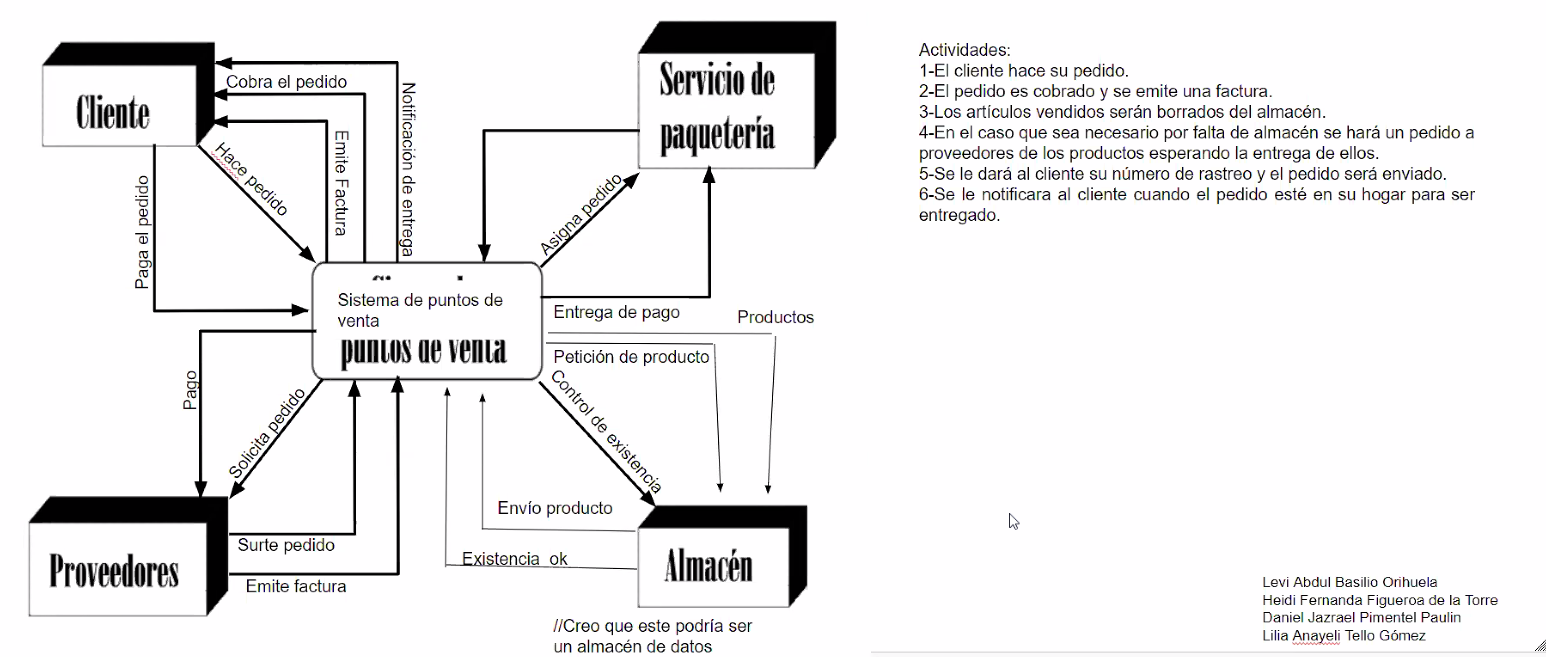 Cliente
Cobra el pedido
Notificación de entrega
Emite Factura
Hace pedido
Paga el pedido
Servicio de
paquetería
Asigna pedido
Sistema de puntos de
venta
puntos de venta
Entrega de pago
Productos
Petición de producto
Control de existencia
Pago
Solicita pedido
Proveedores
Surte pedido
Emite factura
Envío producto
Existencia ok
Almacén
//Creo que este podría ser
un almacén de datos
Actividades:
1-El cliente hace su pedido.
2-El pedido es cobrado y se emite una factura.
3-Los artículos vendidos serán borrados del almacén.
4-En el caso que sea necesario por falta de almacén se hará un pedido a
proveedores de los productos esperando la entrega de ellos.
5-Se le dará al cliente su número de rastreo y el pedido será enviado.
6-Se le notificara al cliente cuando el pedido esté en su hogar para ser
entregado.
Levi Abdul Basilio Orihuela
Heidi Fernanda Figueroa de la Torre
Daniel Jazrael Pimentel Paulin
Lilia Anayeli Tello Gómez